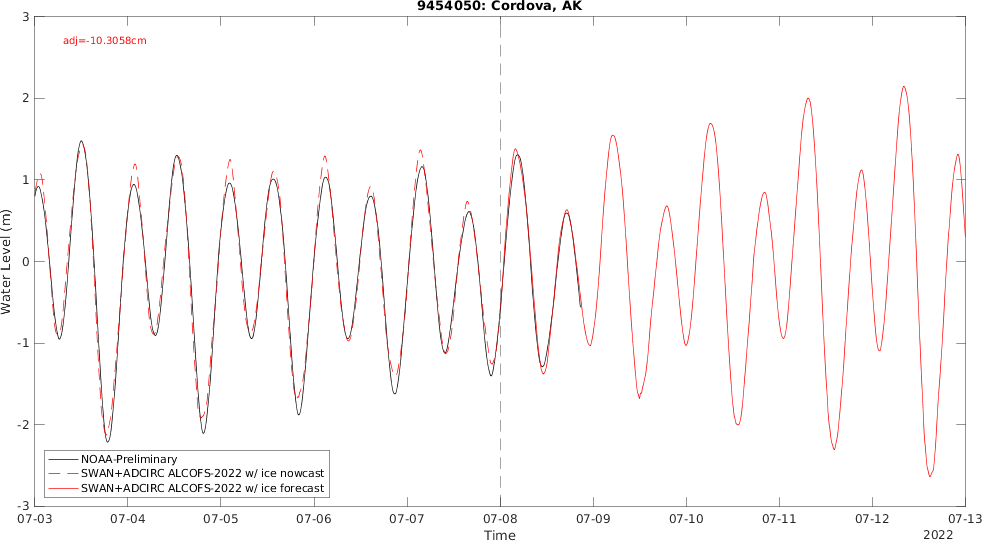 9454050: Cordova, AK
adj=-10.3058cm
3
2
1
0
-1
-2
-3
Water Level (m)
NOAA-Preliminary
SWAN+ADCIRC ALCOFS-2022 w/ ice nowcast
SWAN+ADCIRC ALCOFS-2022 w/ ice forecast
07-03 07-04 07-05 07-06 07-07 07-08 07-09 07-10 07-11 07-12 07-13
Time
2022